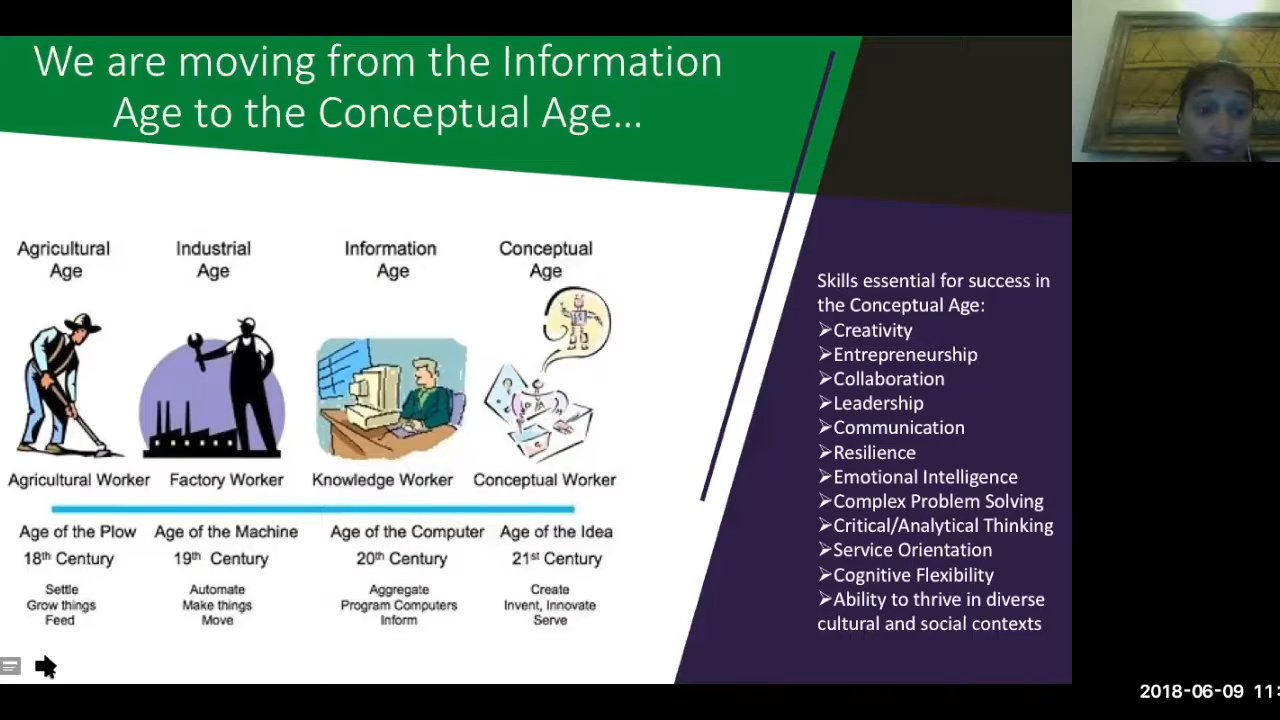 We are moving from the Information
Age to the Conceptual Age...
Agricultural
Age
Industrial
Age
Information
Age
Conceptual
Age
Agricultural Worker
Factory Worker
Knowledge Worker
Conceptual Worker
Age of the Plow
18th Century
Settle
Grow things
Feed
Age of the Machine
19th Century
Automate
Make things
Move
Age of the Computer
20th Century
Aggregate
Program Computers
Inform
Age of the Idea
21st Century
Create
Invent, Innovate
Serve
Skills essential for success in
the Conceptual Age:
➢Creativity
➢Entrepreneurship
➢Collaboration
➢Leadership
➢Communication
➢Resilience
➢Emotional Intelligence
➢Complex Problem Solving
➢Critical/Analytical Thinking
➢Service Orientation
➢Cognitive Flexibility
➢Ability to thrive in diverse
cultural and social contexts
2018-06-09 11: